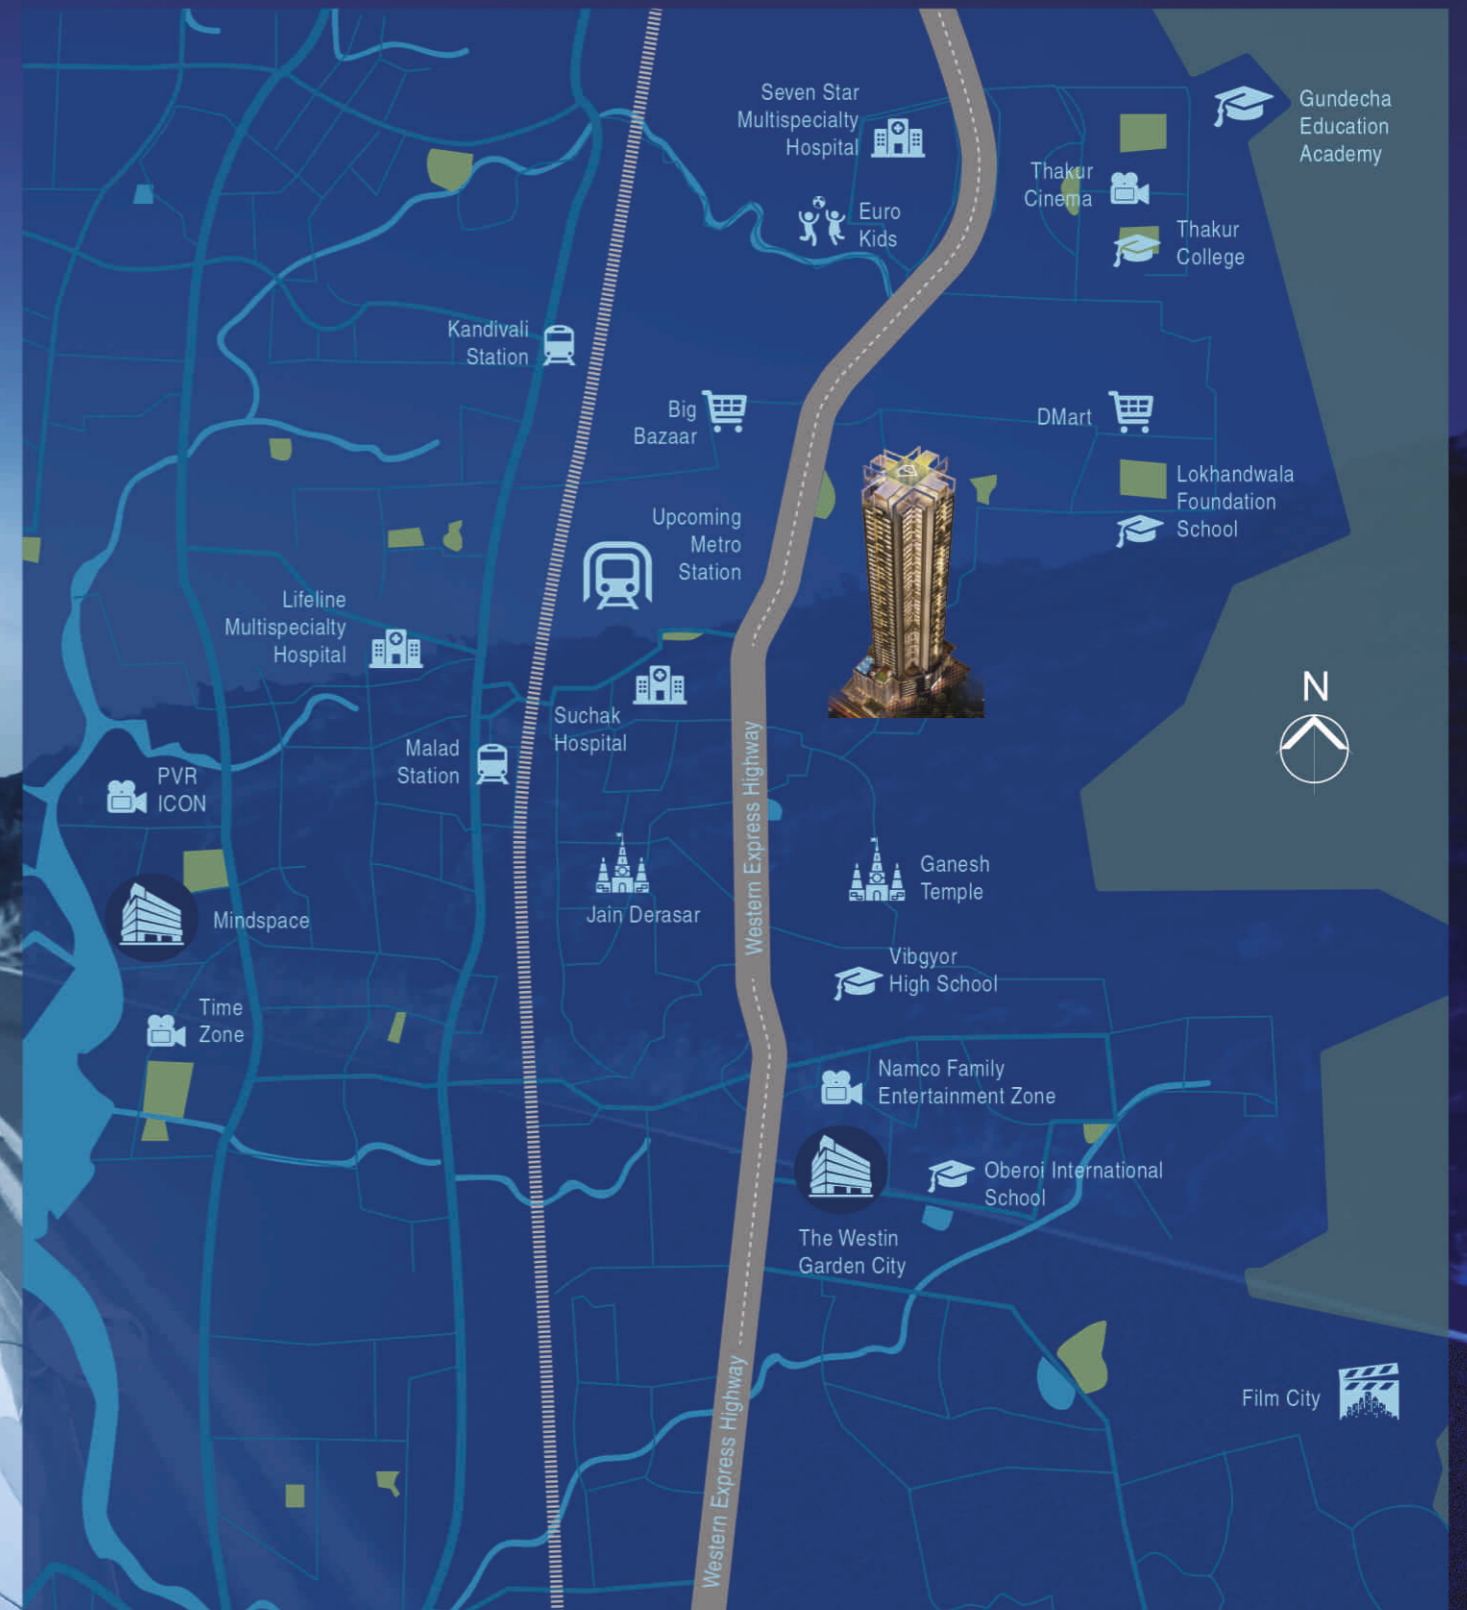 Seven Star
Multispecialty
Hospital
Gundecha
Education
Academy
Thakur
Cinema
Euro
Kids
Thakur
College
Kandivali
Station
Big
Bazaar
DMart
Lokhandwala
Foundation
School
Upcoming
Metro
Station
Lifeline
Multispecialty
Hospital
N
Suchak
Hospital
Malad
Station
PVR
ICON
Western Express Highway
Ganesh
Temple
Jain Derasar
Mindspace
Vibgyor
High School
Time
Zone
Namco Family
Entertainment Zone
Oberoi International
School
The Westin
Garden City
Film City
Western Express Highway